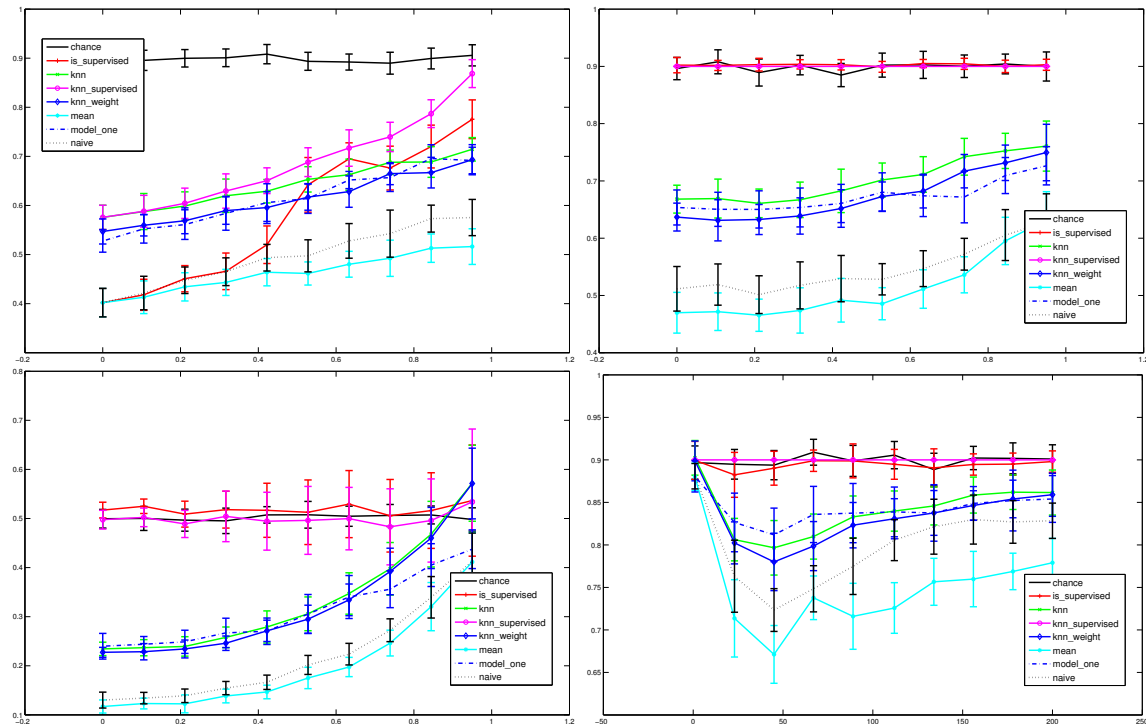 1
0.9
0.8
0.7
0.6
0.5
0.4
0.3
−0.2 0 0.2 0.4 0.6 0.8 1 1.2
chance
is_supervised
knn
knn_supervised
knn_weight
mean
model_one
naive
1
0.9
0.8
0.7
0.6
0.5
0.4
−0.2 0 0.2 0.4 0.6 0.8 1 1.2
chance
is_supervised
knn
knn_supervised
knn_weight
mean
model_one
naive
0.8
0.7
0.6
0.5
0.4
0.3
0.2
0.1
−0.2 0 0.2 0.4 0.6 0.8 1 1.2
chance
is_supervised
knn
knn_supervised
knn_weight
mean
model_one
naive
1
0.95
0.9
0.85
0.8
0.75
0.7
0.65
−50 0 50 100 150 200 250
chance
is_supervised
knn
knn_supervised
knn_weight
mean
model_one
naive